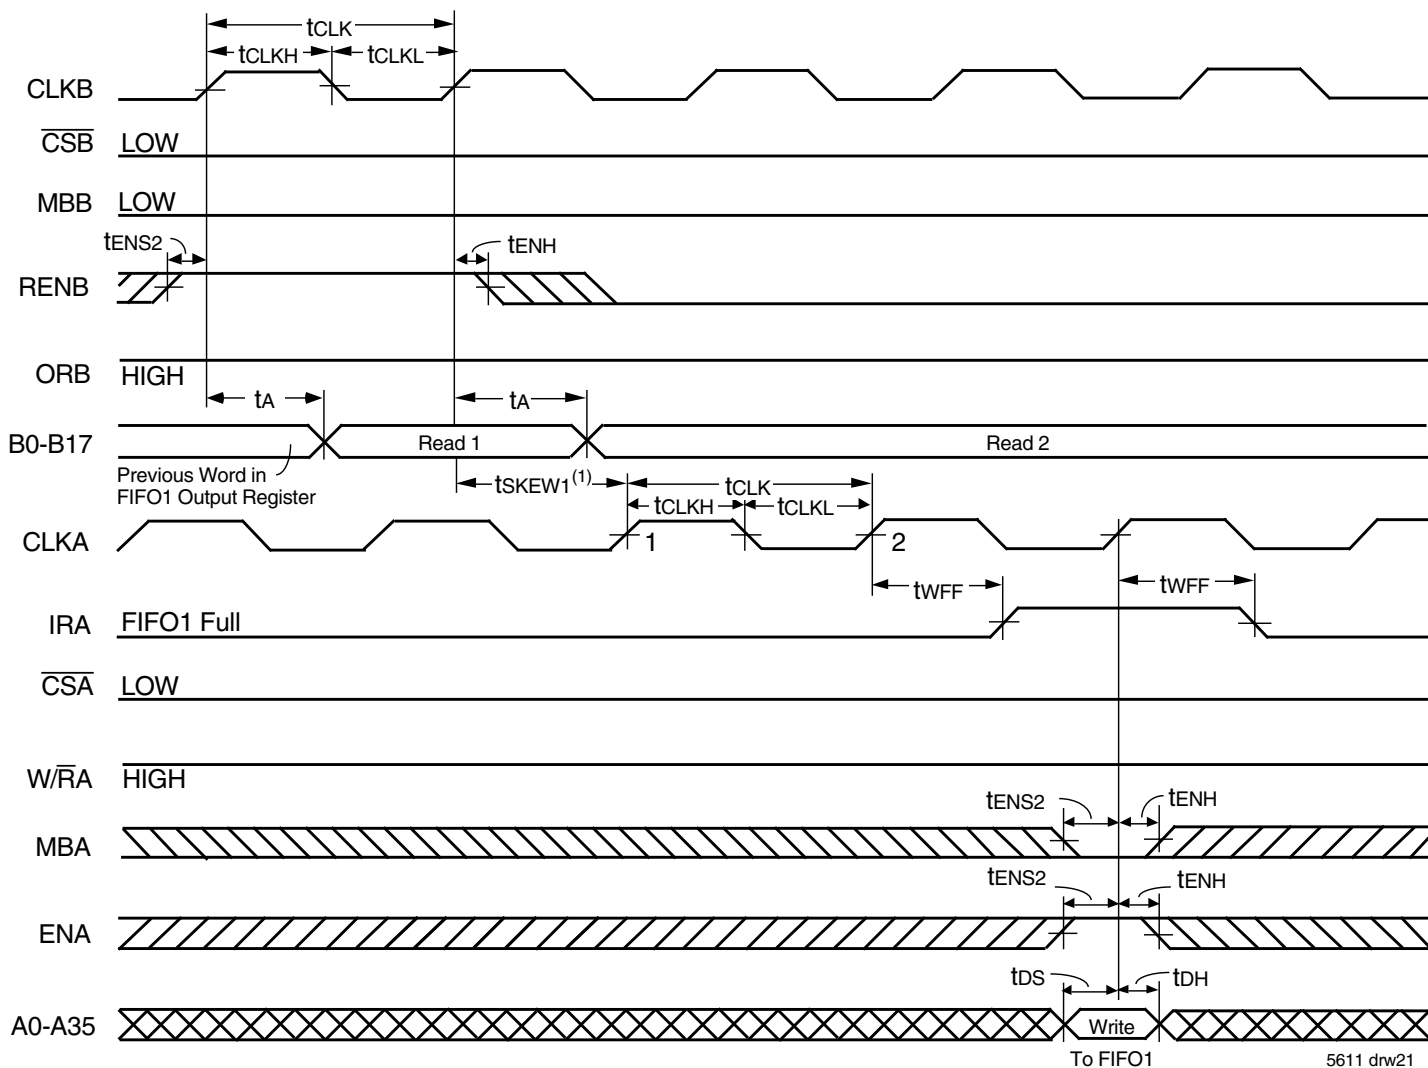 tCLK
tCLKH tCLKL
CLKB
CSB LOW
MBB LOW
tENS2 tENH
RENB
ORB HIGH
tA tA
B0-B17 Read 1 Read 2
Previous Word in
FIFO1 Output Register
tSKEW1(1) tCLK
tCLKH tCLKL
CLKA 1 2
tWFF tWFF
IRA FIFO1 Full
CSA LOW
W/RA HIGH
tENS2 tENH
MBA
tENS2 tENH
ENA
tDS tDH
A0-A35 Write
To FIFO1 5611 drw21